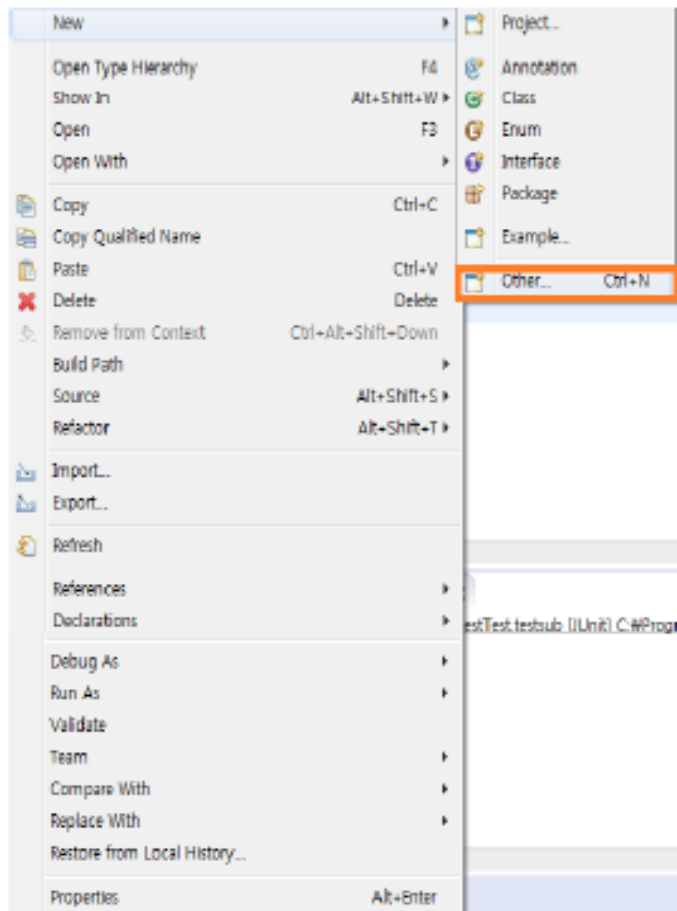 New
Open Type Hierarchy F4
Show In Alt+Shift+W
Open F3
Open With
Copy Ctrl+C
Copy Qualified Name
Paste Ctrl+V
Delete Delete
Remove from Context Ctrl+Alt+Shift+Down
Build Path
Source Alt+Shift+S
Refactor Alt+Shift+T
Import...
Export...
Refresh
References
Declarations
Debug As
Run As
Validate
Team
Compare With
Replace With
Restore from Local History...
Properties Alt+Enter
Project...
Annotation
Class
Enum
Interface
Package
Example...
Other... Ctrl+N
estTest.testsub [JUnit] C:#Progr